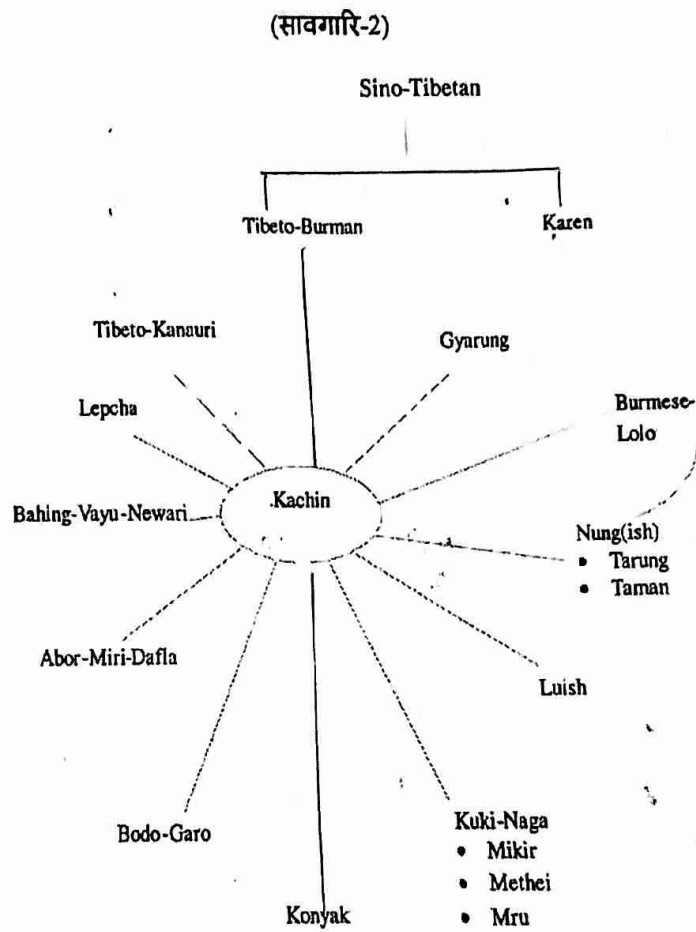 (सावगारि-2)
Sino-Tibetan
Tibeto-Burman
Karen
Tibeto-Kanauri
Gyarung
Lepcha
Burmese-
Lolo
Kachin
Bahing-Vayu-Newari
Nung(ish)
• Tarung
• Taman
Abor-Miri-Dafla
Luish
Bodo-Garo
Kuki-Naga
• Mikir
• Methei
• Mru
Konyak